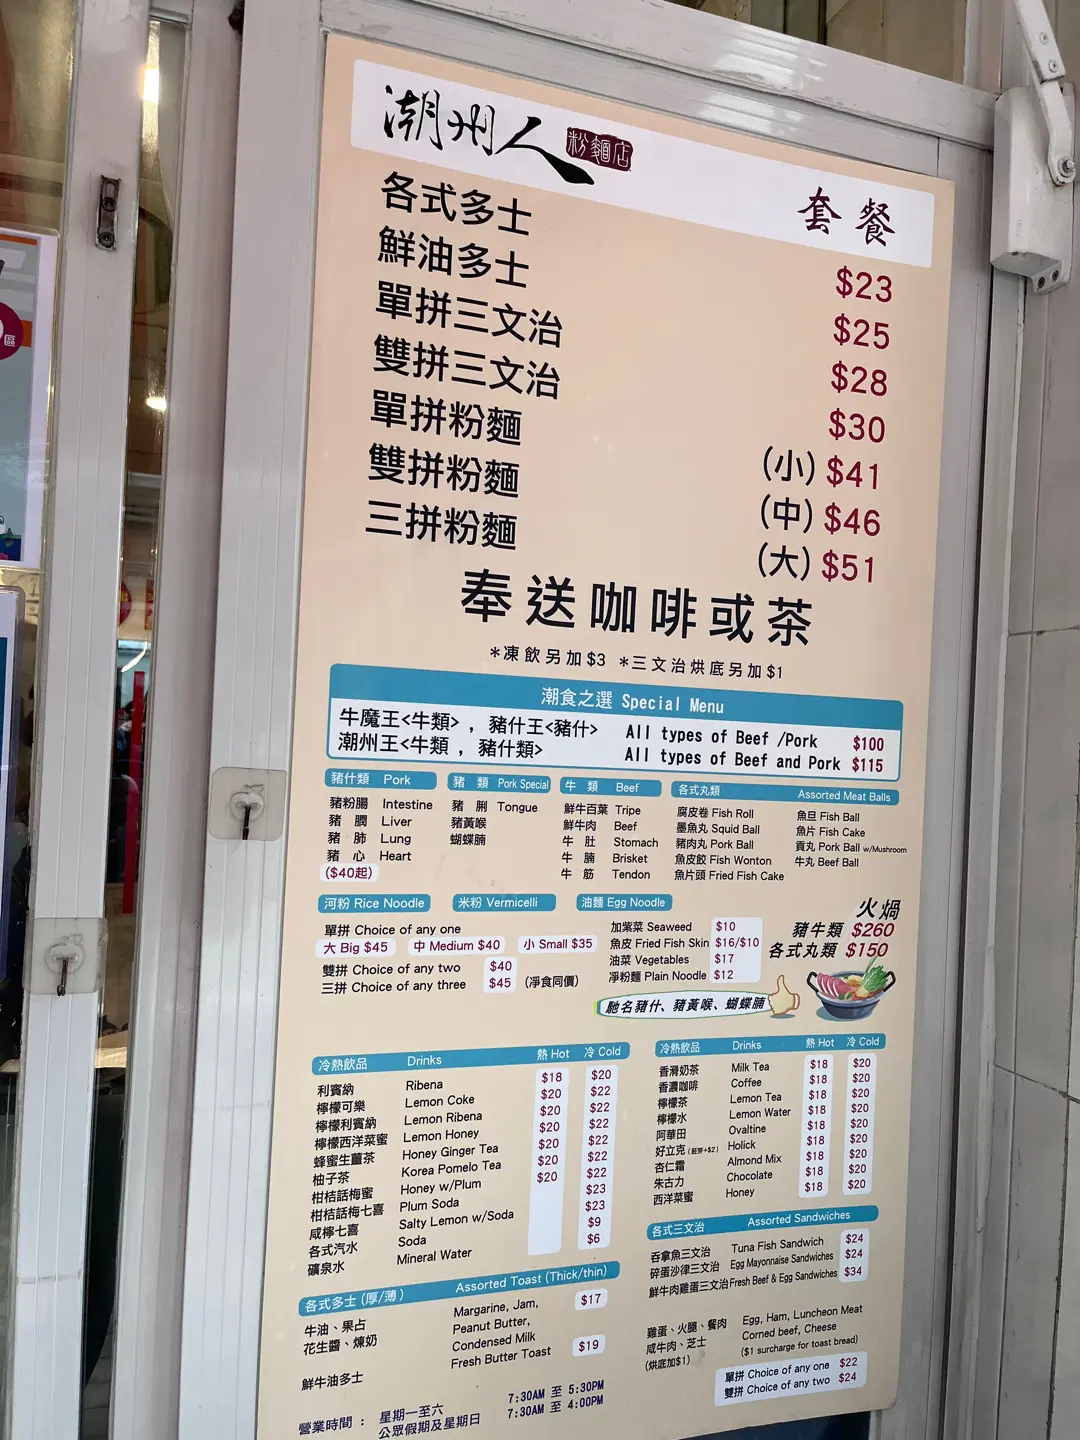 潮州人 粉麵店
套餐
各式多士 $23
鮮油多士 $25
單拼三文治 $28
雙拼三文治 $30
單拼粉麵 (小) $41
雙拼粉麵 (中) $46
三拼粉麵 (大) $51
奉送咖啡或茶
*凍飲另加$3 *三文治烘底另加$1
潮食之選 Special Menu
牛魔王<牛類> , 豬什王<豬什> All types of Beef /Pork $100
潮州王<牛類 , 豬什類> All types of Beef and Pork $115
豬什類 Pork
豬粉腸 Intestine
豬膶 Liver
豬肺 Lung
豬心 Heart
($40起)
豬類 Pork Special
豬脷 Tongue
豬黃喉
蝴蝶腩
牛類 Beef
鮮牛百葉 Tripe
鮮牛肉 Beef
牛肚 Stomach
牛腩 Brisket
牛筋 Tendon
各式丸類 Assorted Meat Balls
腐皮卷 Fish Roll
墨魚丸 Squid Ball
豬肉丸 Pork Ball
魚皮餃 Fish Wonton
魚片頭 Fried Fish Cake
魚旦 Fish Ball
魚片 Fish Cake
貢丸 Pork Ball w/Mushroom
牛丸 Beef Ball
河粉 Rice Noodle 米粉 Vermicelli 油麵 Egg Noodle
單拼 Choice of any one
大 Big $45 中 Medium $40 小 Small $35
雙拼 Choice of any two $40
三拼 Choice of any three $45 (淨食同價)
加紫菜 Seaweed $10
魚皮 Fried Fish Skin $16/$10
油菜 Vegetables $17
凈粉麵 Plain Noodle $12
火焗
豬牛類 $260
各式丸類 $150
馳名豬什、豬黃喉、蝴蝶腩
冷熱飲品 Drinks 熱 Hot 冷 Cold
利賓納 Ribena $18 $20
檸檬可樂 Lemon Coke $20 $22
檸檬利賓納 Lemon Ribena $20 $22
檸檬西洋菜蜜 Lemon Honey $20 $22
蜂蜜生薑茶 Honey Ginger Tea $20 $22
柚子茶 Korea Pomelo Tea $20 $22
柑桔話梅蜜 Honey w/Plum $20 $22
柑桔話梅七喜 Plum Soda $23
咸檸七喜 Salty Lemon w/Soda $23
各式汽水 Soda $9
礦泉水 Mineral Water $6
冷熱飲品 Drinks 熱 Hot 冷 Cold
香滑奶茶 Milk Tea $18 $20
香濃咖啡 Coffee $18 $20
檸檬茶 Lemon Tea $18 $20
檸檬水 Lemon Water $18 $20
阿華田 Ovaltine $18 $20
好立克 Holick $18 $20
杏仁霜 Almond Mix $18 $20
朱古力 Chocolate $18 $20
西洋菜蜜 Honey $18 $20
各式多士 (厚/薄) Assorted Toast (Thick/thin)
牛油、果占 Margarine, Jam, $17
花生醬、煉奶 Peanut Butter,
Condensed Milk
鮮牛油多士 Fresh Butter Toast $19
各式三文治 Assorted Sandwiches
吞拿魚三文治 Tuna Fish Sandwich $24
碎蛋沙律三文治 Egg Mayonnaise Sandwiches $24
鮮牛肉雞蛋三文治 Fresh Beef & Egg Sandwiches $34
雞蛋、火腿、餐肉 Egg, Ham, Luncheon Meat
咸牛肉、芝士 Corned beef, Cheese
(烘底加$1) ($1 surcharge for toast bread)
單拼 Choice of any one $22
雙拼 Choice of any two $24
營業時間 : 星期一至六 7:30AM 至 5:30PM
公眾假期及星期日 7:30AM 至 4:00PM
區